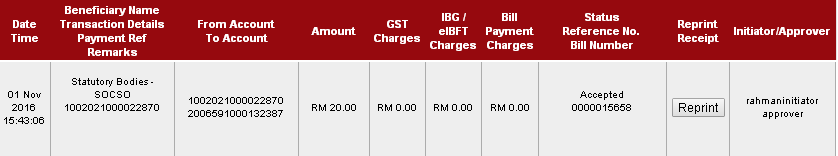 Date
Time
Beneficiary Name
Transaction Details
Payment Ref
Remarks
From Account
To Account
Amount
GST
Charges
IBG /
eIBFT
Charges
Bill
Payment
Charges
Status
Reference No.
Bill Number
Reprint
Receipt
Initiator/Approver
01 Nov
2016
15:43:06
Statutory Bodies -
SOCSO
1002021000022870
1002021000022870
2006591000132387
RM 20.00
RM 0.00
RM 0.00
RM 0.00
Accepted
0000015658
Reprint
rahmaninitiator
approver